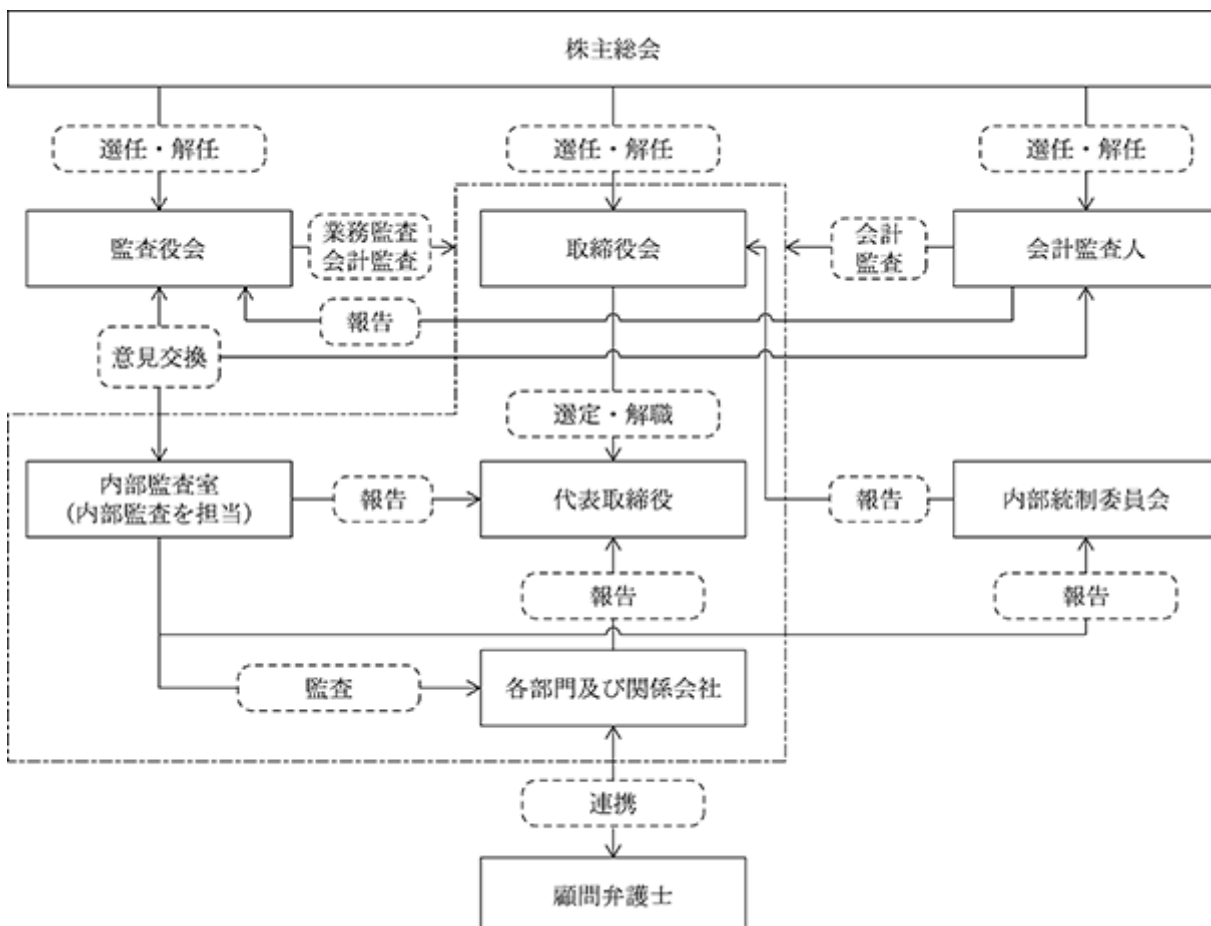 株主総会
選任・解任
選任・解任
選任・解任
監査役会
業務監査
会計監査
取締役会
会計
監査
会計監査人
報告
意見交換
選定・解職
内部監査室
(内部監査を担当)
報告
代表取締役
報告
内部統制委員会
報告
報告
監査
各部門及び関係会社
連携
顧問弁護士